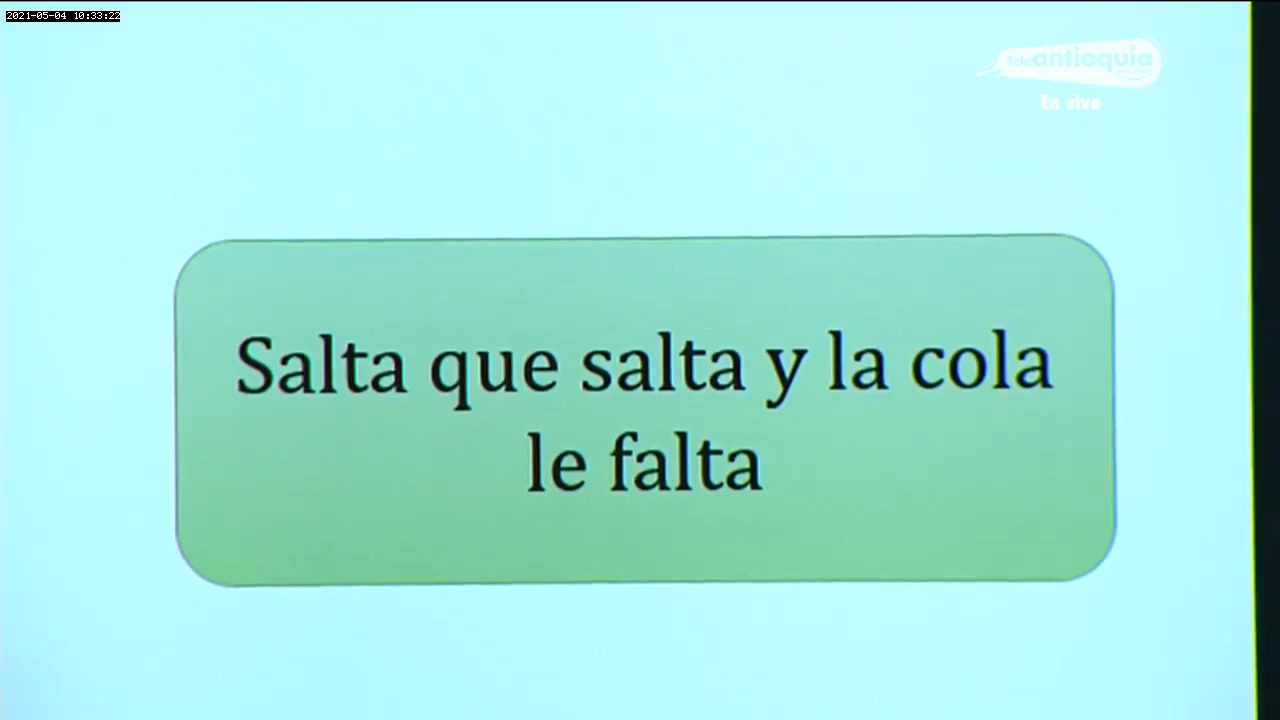 2021-05-04 10:33:22
Teleantioquia
En vivo
Salta que salta y la cola
le falta